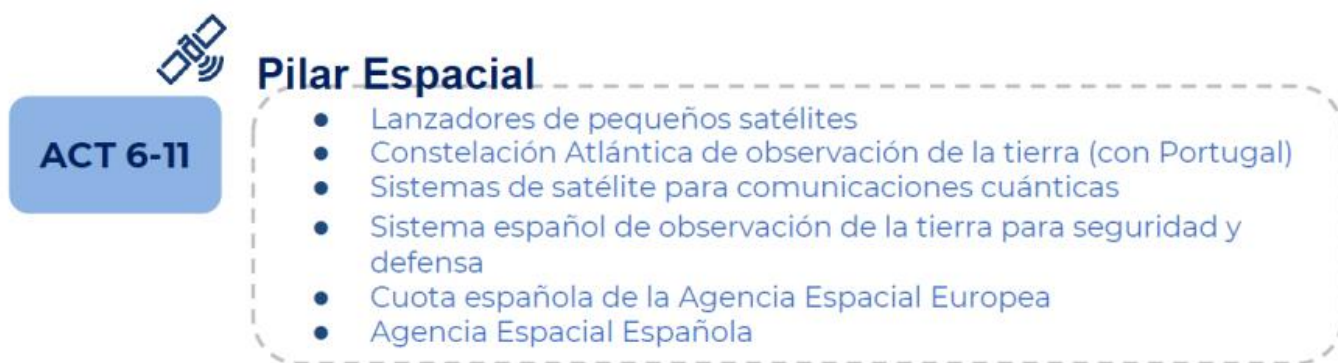 Pilar Espacial
ACT 6-11
● Lanzadores de pequeños satélites
● Constelación Atlántica de observación de la tierra (con Portugal)
● Sistemas de satélite para comunicaciones cuánticas
● Sistema español de observación de la tierra para seguridad y
defensa
● Cuota española de la Agencia Espacial Europea
● Agencia Espacial Española